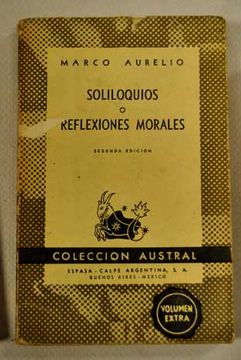 MARCO AURELIO
SOLILOQUIOS
O
REFLEXIONES MORALES
SEGUNDA EDICION
COLECCION AUSTRAL
ESPASA - CALPE ARGENTINA, S. A.
BUENOS AIRES - MEXICO
VOLUMEN
EXTRA